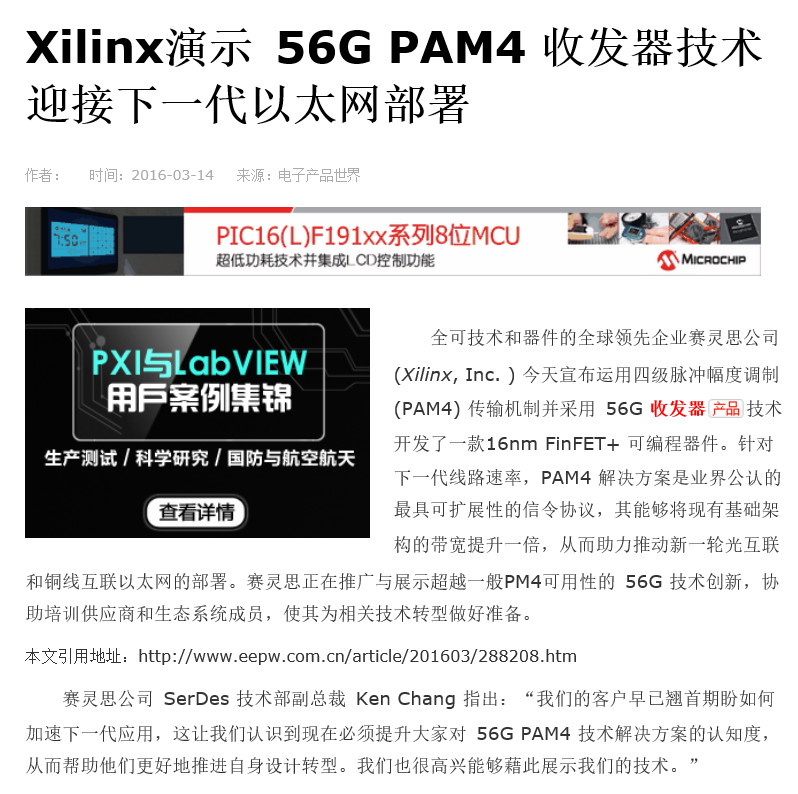 Xilinx演示 56G PAM4 收发器技术
迎接下一代以太网部署
作者： 时间：2016-03-14 来源：电子产品世界
7:50
PIC16(L)F191xx系列8位MCU
超低功耗技术并集成LCD控制功能
MICROCHIP
PXI与LabVIEW
用戶案例集锦
生产测试 / 科学研究 / 国防与航空航天
查看详情
全可技术和器件的全球领先企业赛灵思公司
(Xilinx, Inc. ) 今天宣布运用四级脉冲幅度调制
(PAM4) 传输机制并采用 56G 收发器 产品 技术
开发了一款16nm FinFET+ 可编程器件。针对
下一代线路速率，PAM4 解决方案是业界公认的
最具可扩展性的信令协议，其能够将现有基础架
构的带宽提升一倍，从而助力推动新一轮光互联
和铜线互联以太网的部署。赛灵思正在推广与展示超越一般PM4可用性的 56G 技术创新，协
助培训供应商和生态系统成员，使其为相关技术转型做好准备。
本文引用地址：http://www.eepw.com.cn/article/201603/288208.htm
赛灵思公司 SerDes 技术部副总裁 Ken Chang 指出：“我们的客户早已翘首期盼如何
加速下一代应用，这让我们认识到现在必须提升大家对 56G PAM4 技术解决方案的认知度，
从而帮助他们更好地推进自身设计转型。我们也很高兴能够藉此展示我们的技术。”